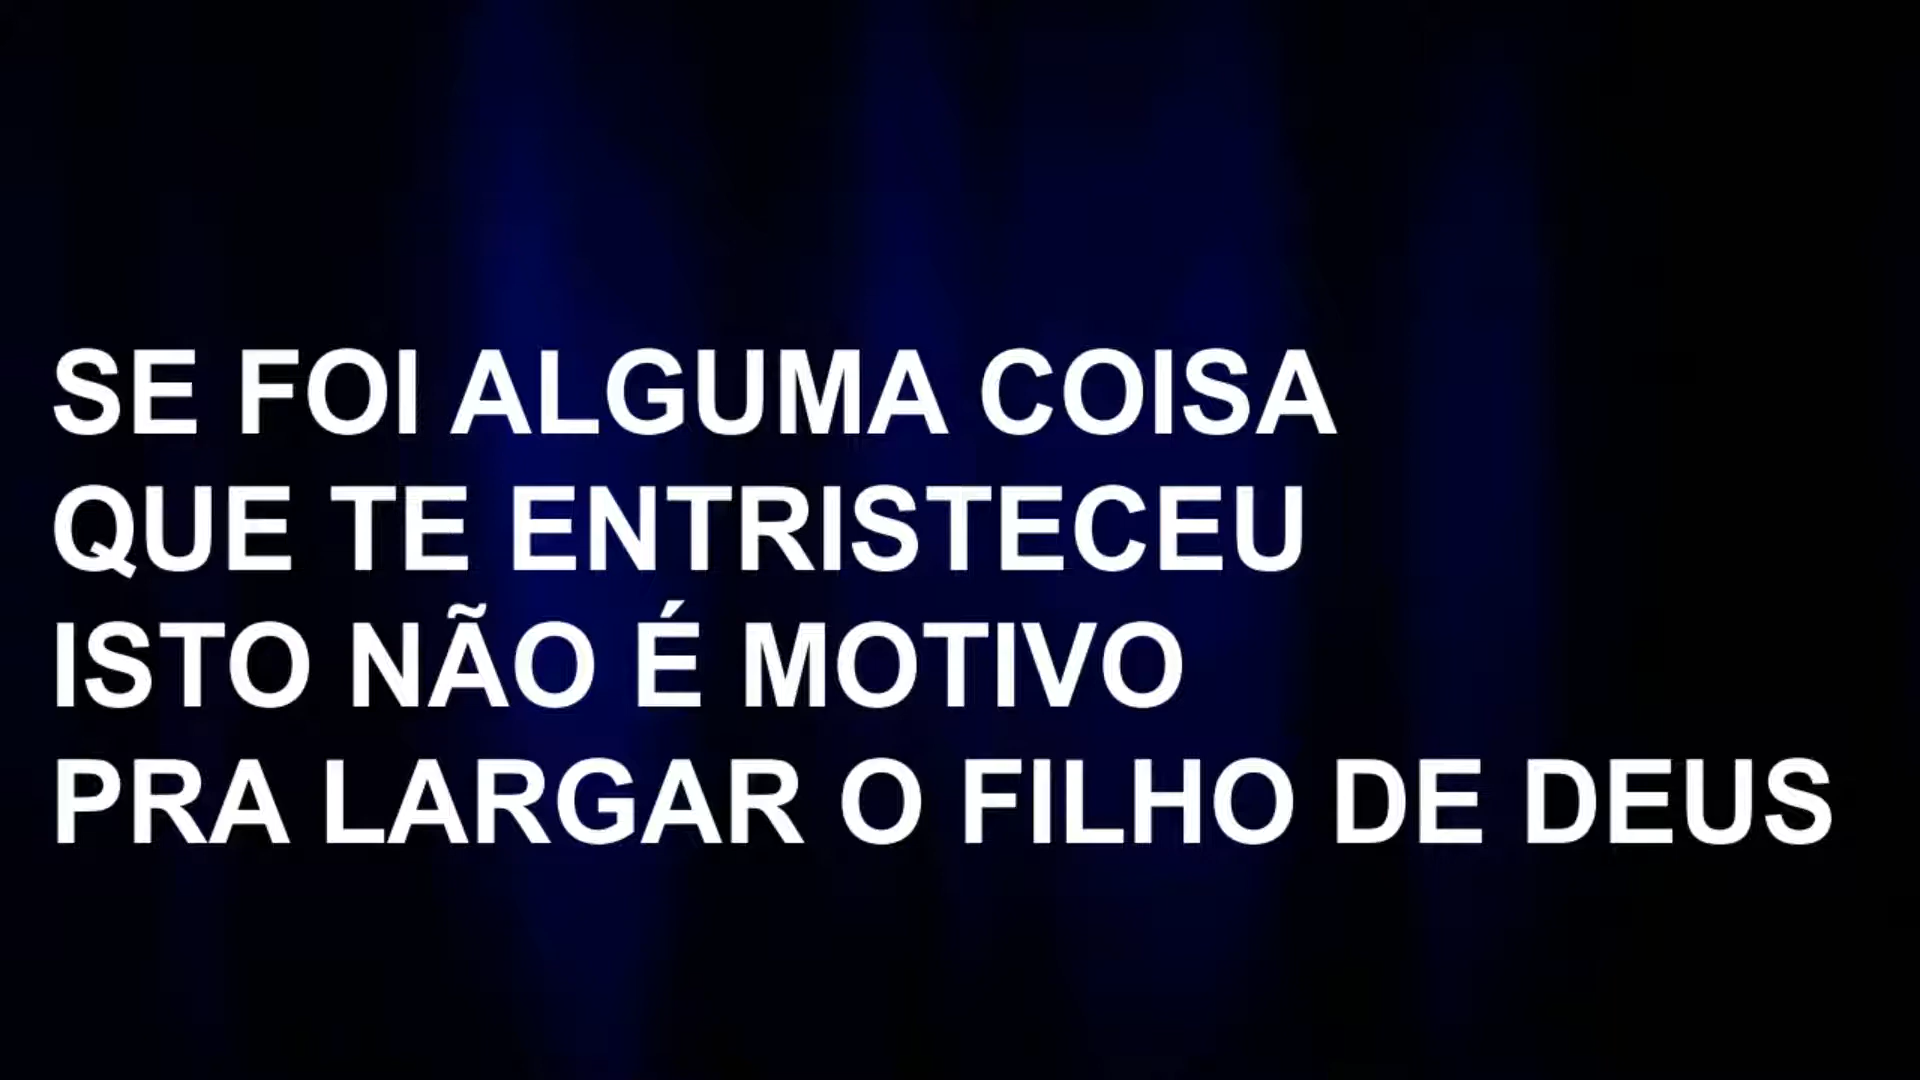 SE FOI ALGUMA COISA
QUE TE ENTRISTECEU
ISTO NÃO É MOTIVO
PRA LARGAR O FILHO DE DEUS